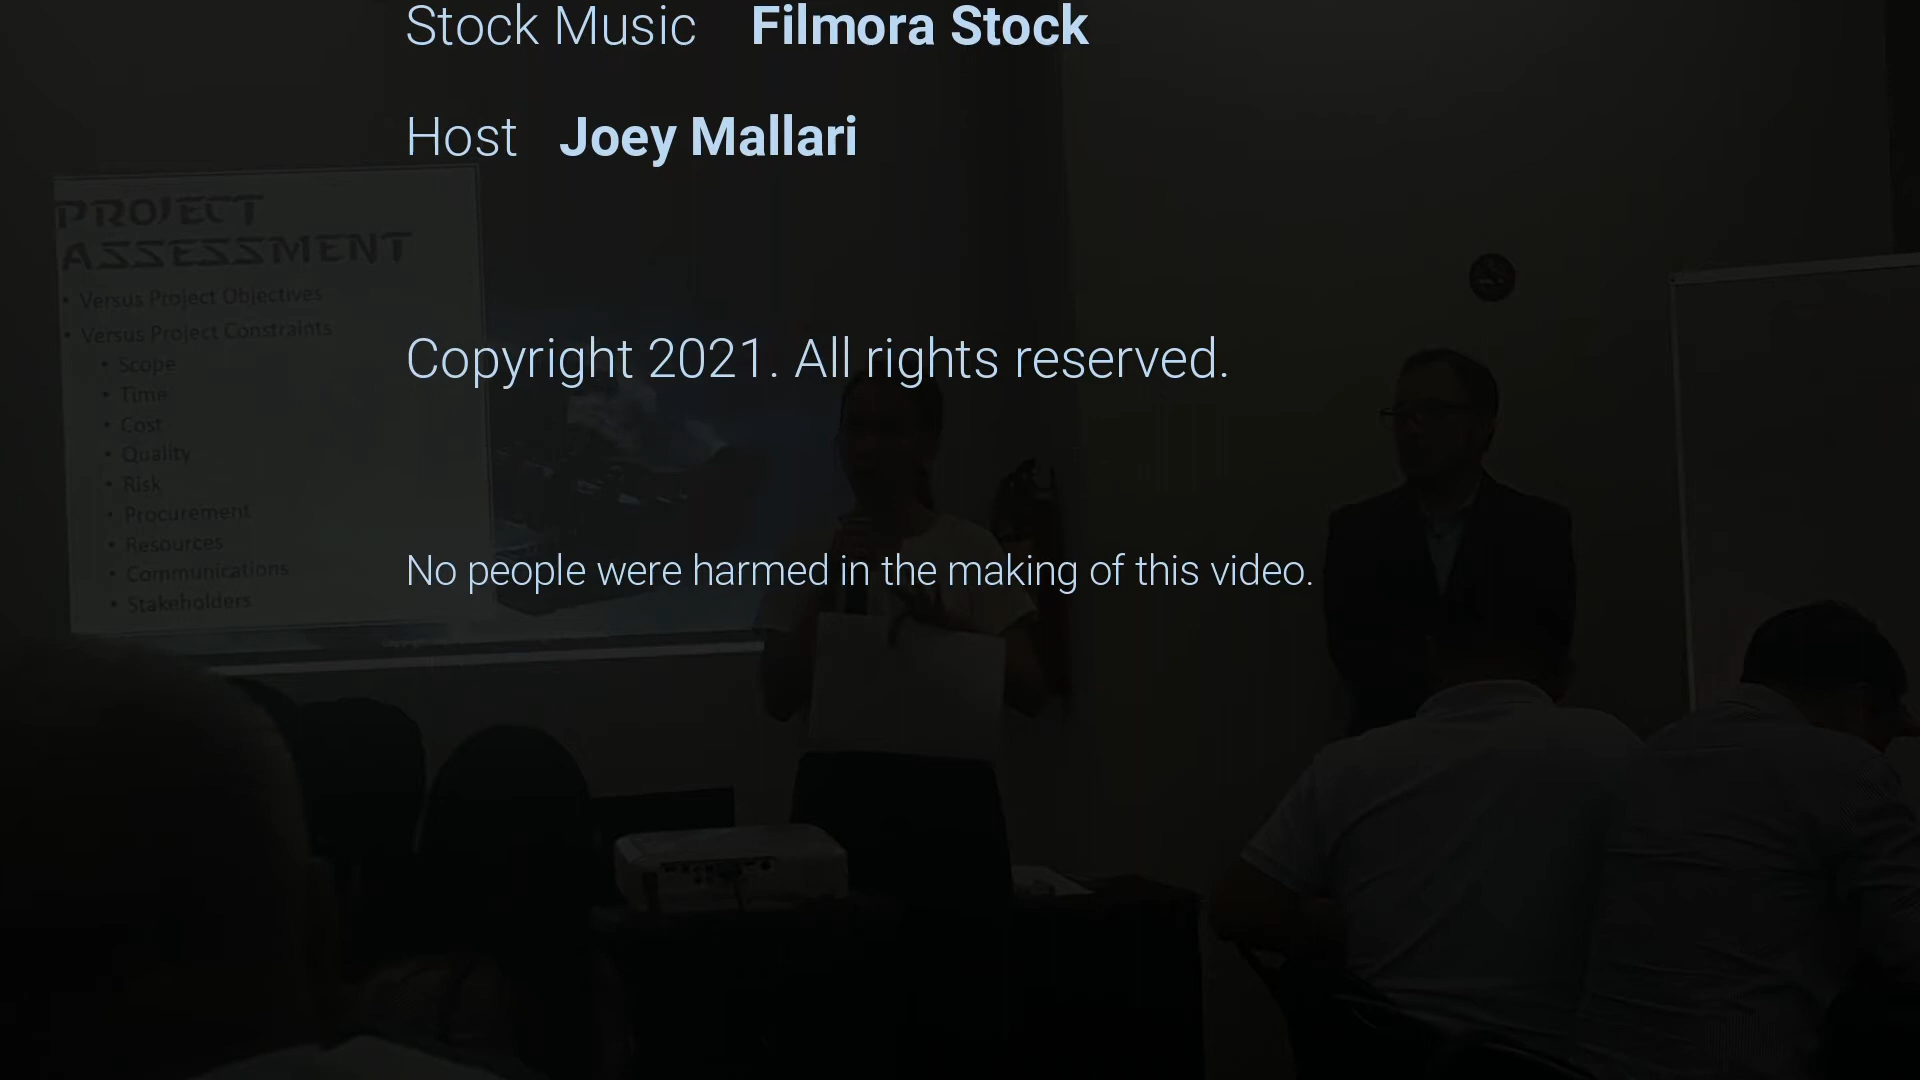 Stock Music Filmora Stock
Host Joey Mallari
PROJECT
ASSESSMENT
• Versus Project Objectives
• Versus Project Constraints
• Scope
• Time
• Cost
• Quality
• Risk
• Procurement
• Resources
• Communications
• Stakeholders
Copyright 2021. All rights reserved.
No people were harmed in the making of this video.